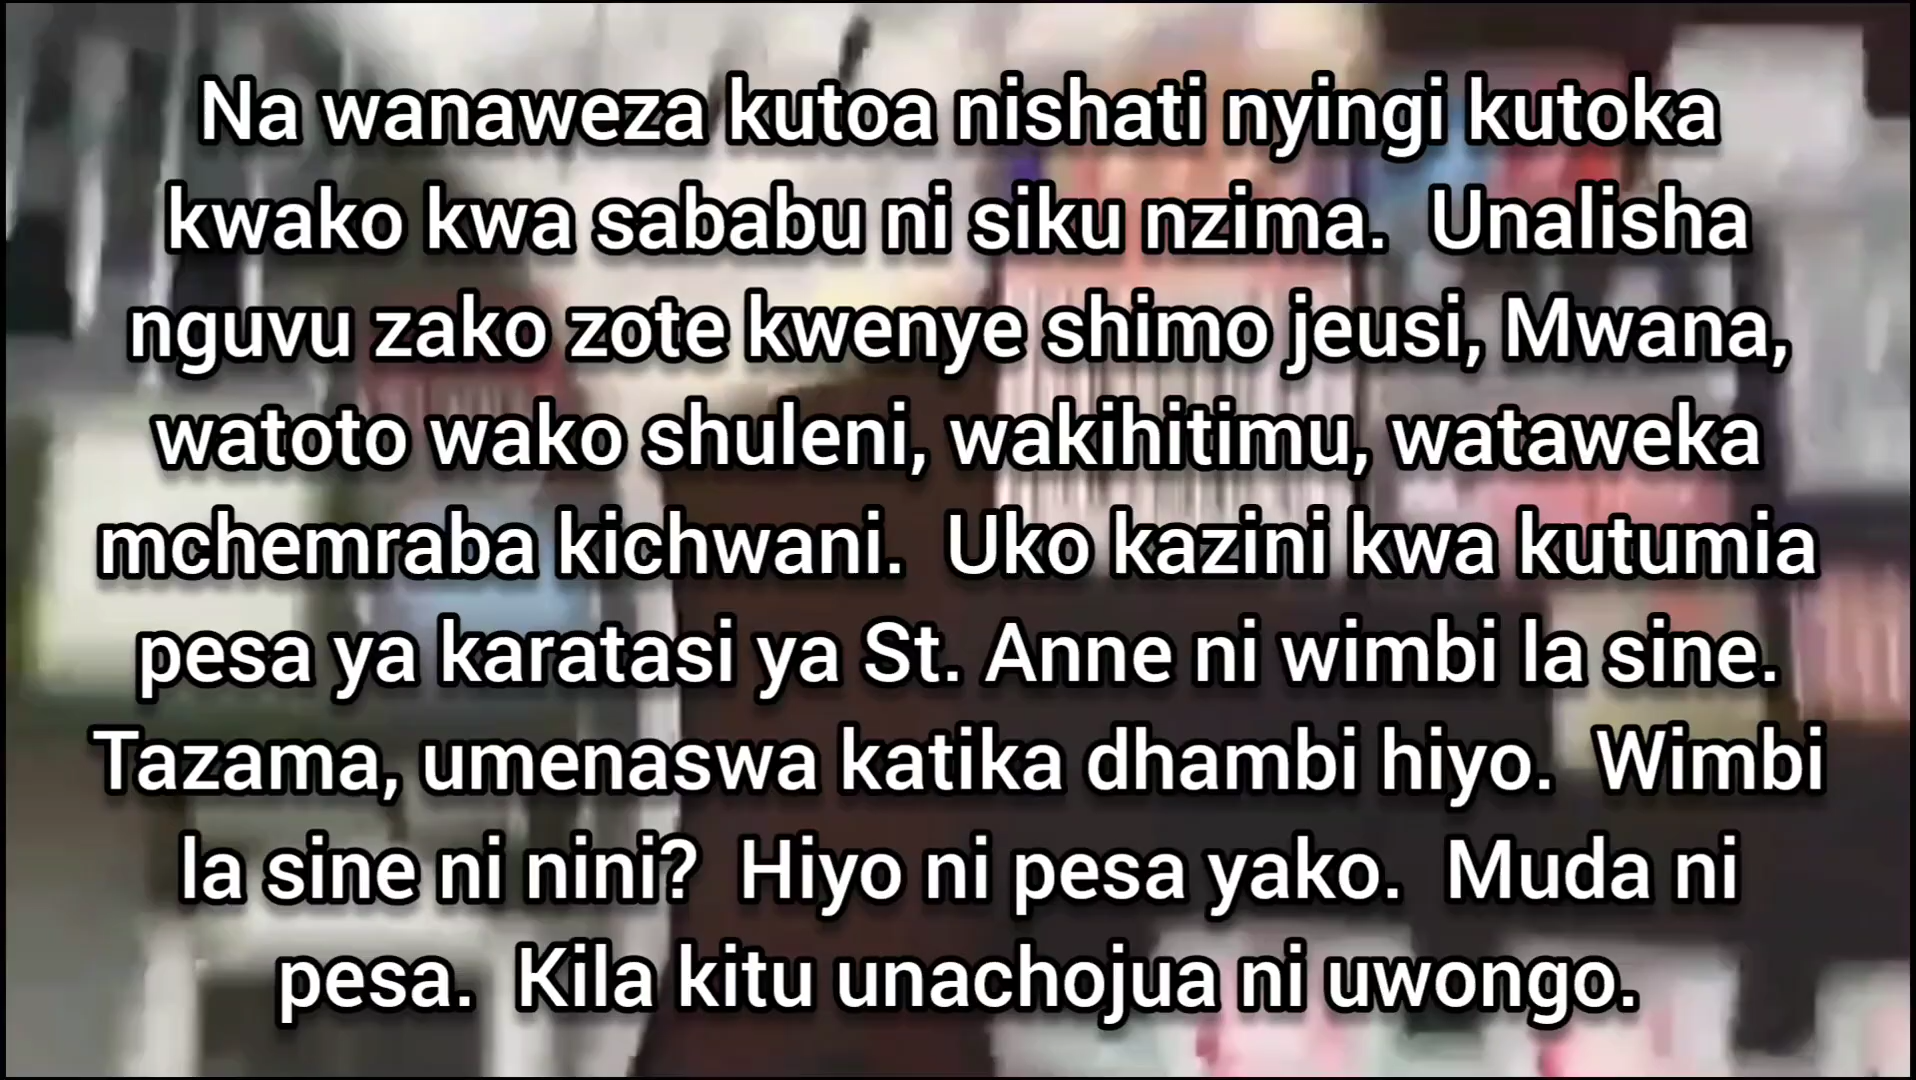 Na wanaweza kutoa nishati nyingi kutoka
kwako kwa sababu ni siku nzima. Unalisha
nguvu zako zote kwenye shimo jeusi, Mwana,
watoto wako shuleni, wakihitimu, wataweka
mchemraba kichwani. Uko kazini kwa kutumia
pesa ya karatasi ya St. Anne ni wimbi la sine.
Tazama, umenaswa katika dhambi hiyo. Wimbi
la sine ni nini? Hiyo ni pesa yako. Muda ni
pesa. Kila kitu unachojua ni uwongo.